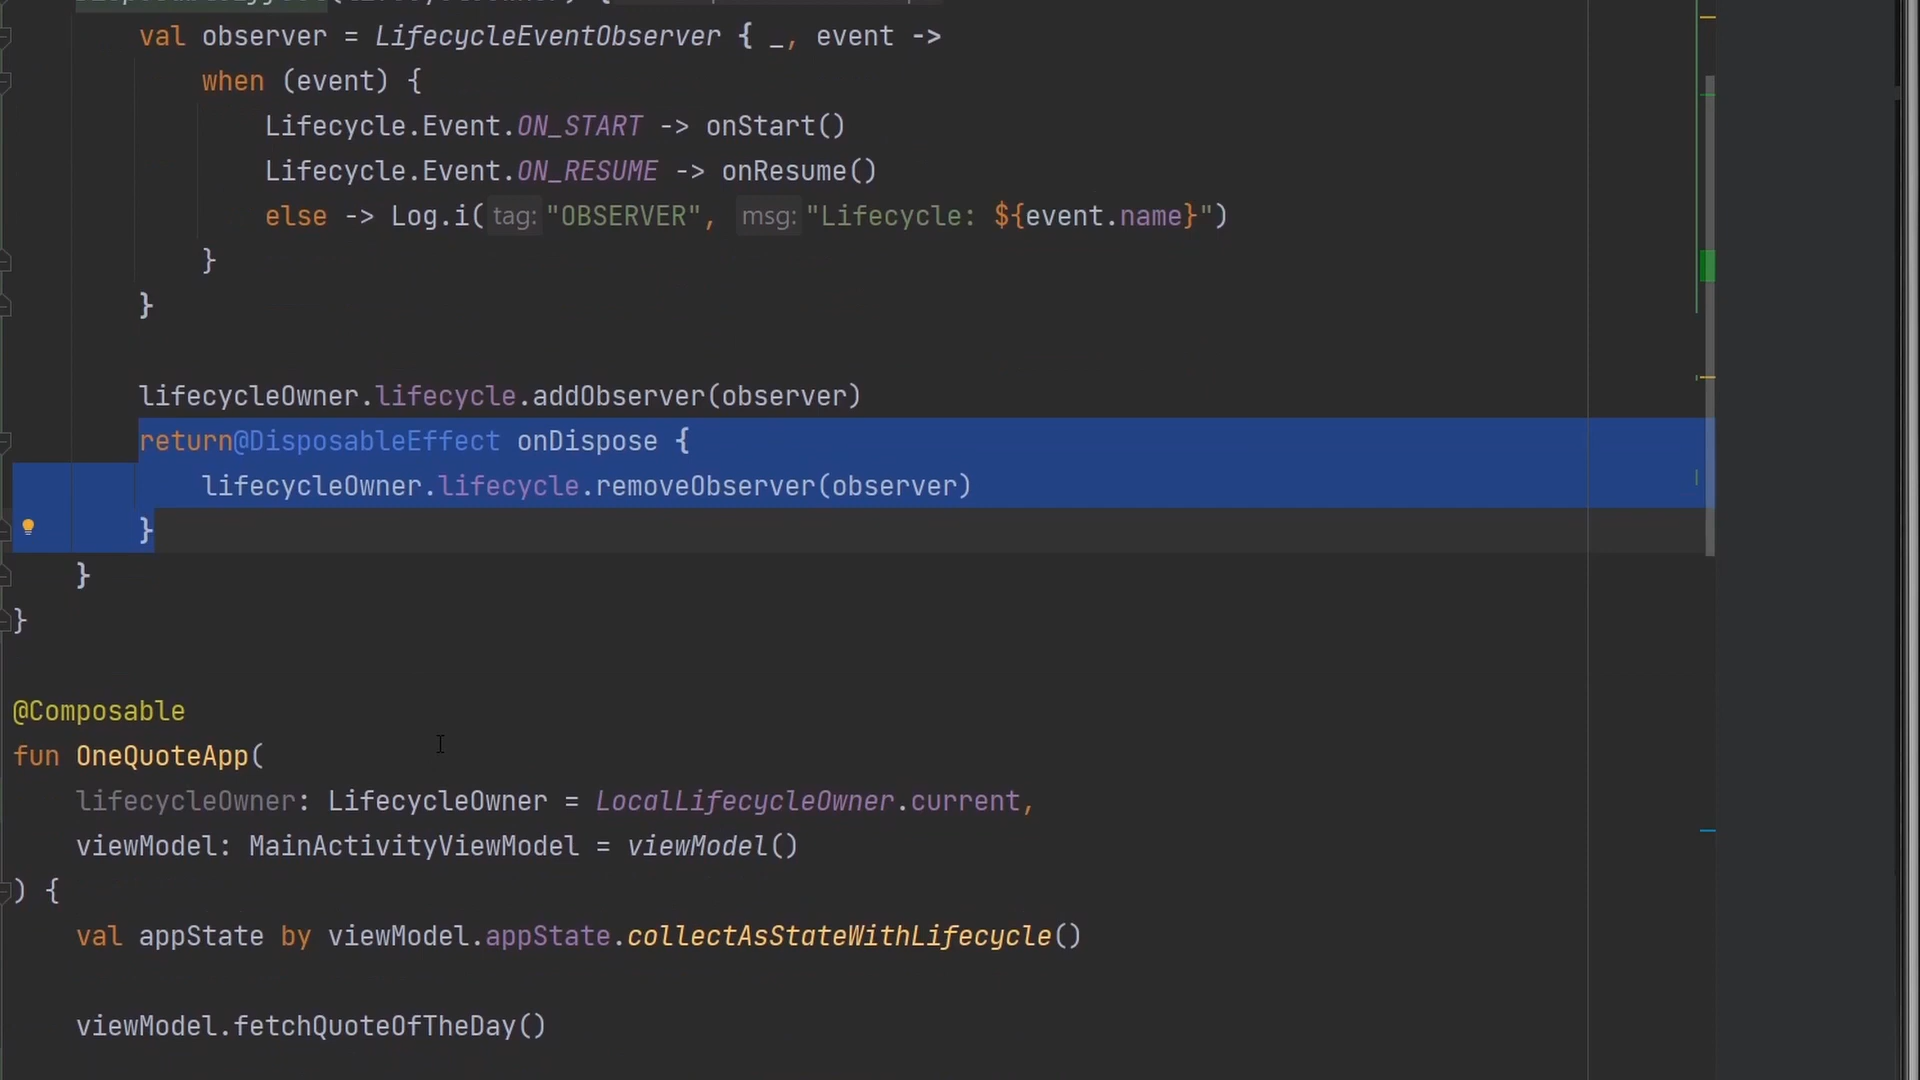 val observer = LifecycleEventObserver { _, event ->
when (event) {
Lifecycle.Event.ON_START -> onStart()
Lifecycle.Event.ON_RESUME -> onResume()
else -> Log.i( tag: "OBSERVER", msg: "Lifecycle: ${event.name}")
}
}
lifecycleOwner.lifecycle.addObserver(observer)
return@DisposableEffect onDispose {
lifecycleOwner.lifecycle.removeObserver(observer)
}
}
}
@Composable
fun OneQuoteApp(
lifecycleOwner: LifecycleOwner = LocalLifecycleOwner.current,
viewModel: MainActivityViewModel = viewModel()
) {
val appState by viewModel.appState.collectAsStateWithLifecycle()
viewModel.fetchQuoteOfTheDay()